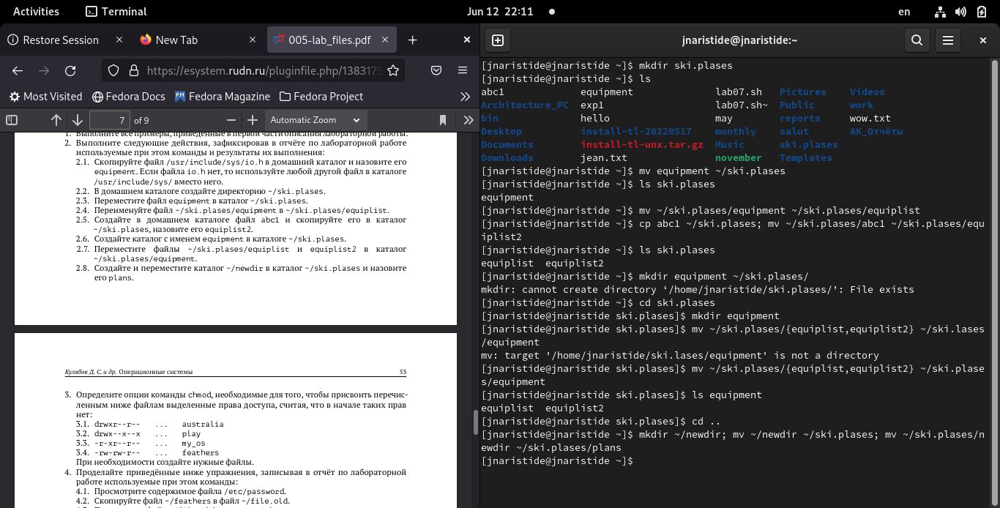 Activities Terminal Jun 12 22:11 en
Restore Session New Tab 005-lab_files.pdf
https://esystem.rudn.ru/pluginfile.php/1383175
Most Visited Fedora Docs Fedora Magazine Fedora Project
7 of 9 Automatic Zoom
1. Выполните все примеры, приведённые в первой части описания лабораторной работы.
2. Выполните следующие действия, зафиксировав в отчёте по лабораторной работе
используемые при этом команды и результаты их выполнения:
2.1. Скопируйте файл /usr/include/sys/io.h в домашний каталог и назовите его
equipment. Если файла io.h нет, то используйте любой другой файл в каталоге
/usr/include/sys/ вместо него.
2.2. В домашнем каталоге создайте директорию ~/ski.plases.
2.3. Переместите файл equipment в каталог ~/ski.plases.
2.4. Переименуйте файл ~/ski.plases/equipment в ~/ski.plases/equiplist.
2.5. Создайте в домашнем каталоге файл abc1 и скопируйте его в каталог
~/ski.plases, назовите его equiplist2.
2.6. Создайте каталог с именем equipment в каталоге ~/ski.plases.
2.7. Переместите файлы ~/ski.plases/equiplist и equiplist2 в каталог
~/ski.plases/equipment.
2.8. Создайте и переместите каталог ~/newdir в каталог ~/ski.plases и назовите
его plans.
Кулябов Д. С. и др. Операционные системы 53
3. Определите опции команды chmod, необходимые для того, чтобы присвоить перечис-
ленным ниже файлам выделенные права доступа, считая, что в начале таких прав
нет:
3.1. drwxr--r-- ... australia
3.2. drwx--x--x ... play
3.3. -r-xr--r-- ... my_os
3.4. -rw-rw-r-- ... feathers
При необходимости создайте нужные файлы.
4. Проделайте приведённые ниже упражнения, записывая в отчёт по лабораторной
работе используемые при этом команды:
4.1. Просмотрите содержимое файла /etc/password.
4.2. Скопируйте файл ~/feathers в файл ~/file.old.
jnaristide@jnaristide:~
[jnaristide@jnaristide ~]$ mkdir ski.plases
[jnaristide@jnaristide ~]$ ls
abc1 equipment lab07.sh Pictures Videos
Architecture_PC exp1 lab07.sh~ Public work
bin hello may reports wow.txt
Desktop install-tl-20220517 monthly salut АК_Отчёты
Documents install-tl-unx.tar.gz Music ski.plases
Downloads jean.txt november Templates
[jnaristide@jnaristide ~]$ mv equipment ~/ski.plases
[jnaristide@jnaristide ~]$ ls ski.plases
equipment
[jnaristide@jnaristide ~]$ mv ~/ski.plases/equipment ~/ski.plases/equiplist
[jnaristide@jnaristide ~]$ cp abc1 ~/ski.plases; mv ~/ski.plases/abc1 ~/ski.plases/equ
iplist2
[jnaristide@jnaristide ~]$ ls ski.plases
equiplist equiplist2
[jnaristide@jnaristide ~]$ mkdir equipment ~/ski.plases/
mkdir: cannot create directory ‘/home/jnaristide/ski.plases/’: File exists
[jnaristide@jnaristide ~]$ cd ski.plases
[jnaristide@jnaristide ski.plases]$ mkdir equipment
[jnaristide@jnaristide ski.plases]$ mv ~/ski.plases/{equiplist,equiplist2} ~/ski.lases
/equipment
mv: target '/home/jnaristide/ski.lases/equipment' is not a directory
[jnaristide@jnaristide ski.plases]$ mv ~/ski.plases/{equiplist,equiplist2} ~/ski.plase
s/equipment
[jnaristide@jnaristide ski.plases]$ ls equipment
equiplist equiplist2
[jnaristide@jnaristide ski.plases]$ cd ..
[jnaristide@jnaristide ~]$ mkdir ~/newdir; mv ~/newdir ~/ski.plases; mv ~/ski.plases/n
ewdir ~/ski.plases/plans
[jnaristide@jnaristide ~]$